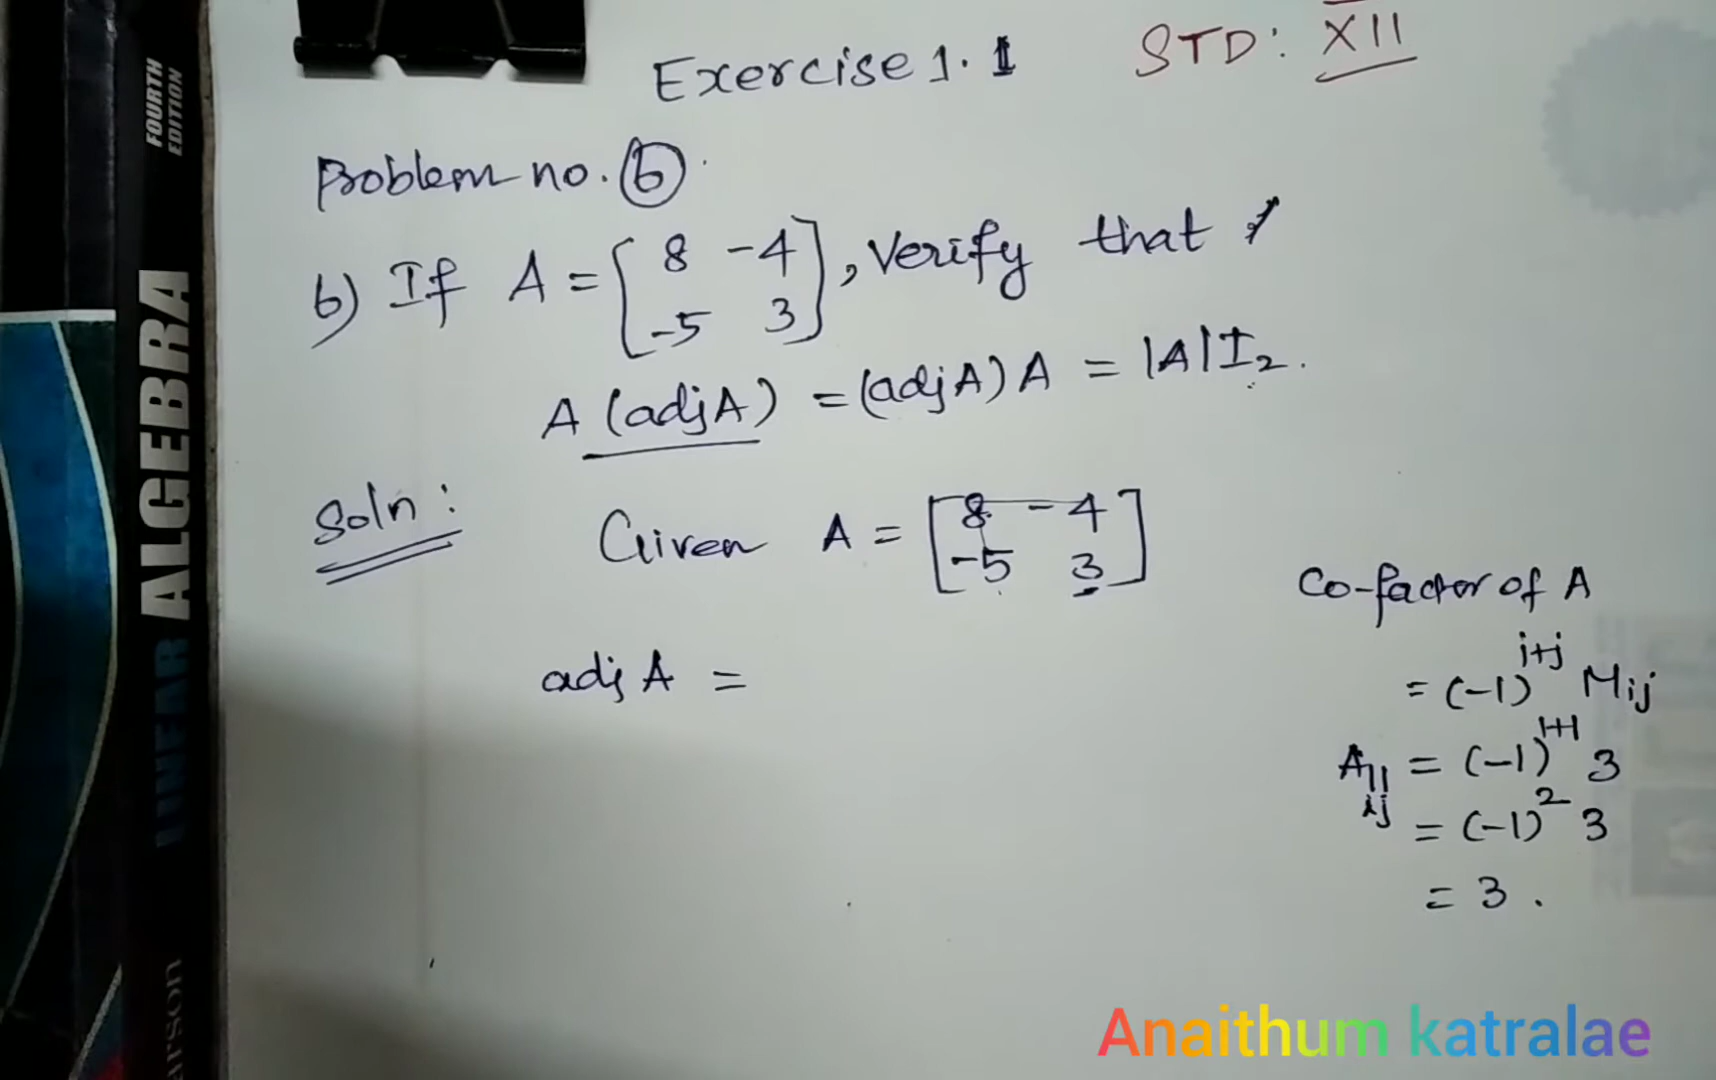 FOURTH
EDITION
LINEAR ALGEBRA
Exercise 1.1 STD: XII
Problem no. 6
6) If A = [8 -4
-5 3], Verify that
A (adj A) = (adj A) A = |A| I₂.
Soln:
Given A = [8 -4
-5 3]
adj A =
Co-factor of A
= (-1)^{i+j} Mij
A11 = (-1)^{1+1} 3
ij
= (-1)^2 3
= 3.
Anaithum katralae